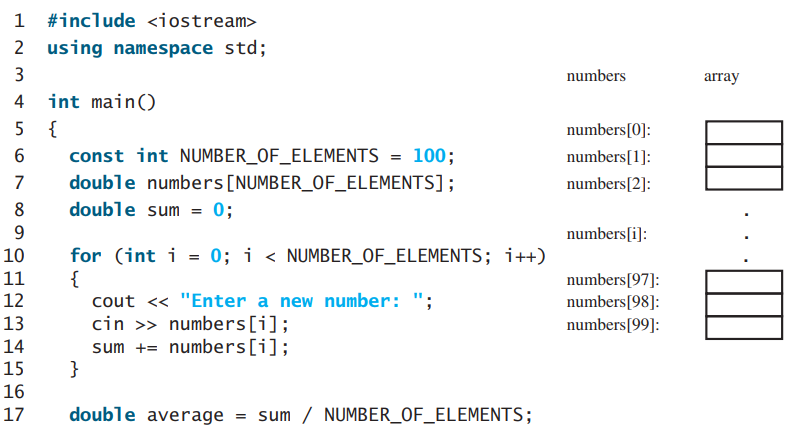 1 #include <iostream>
2 using namespace std;
3
4 int main()
5 {
6 const int NUMBER_OF_ELEMENTS = 100;
7 double numbers[NUMBER_OF_ELEMENTS];
8 double sum = 0;
9
10 for (int i = 0; i < NUMBER_OF_ELEMENTS; i++)
11 {
12 cout << "Enter a new number: ";
13 cin >> numbers[i];
14 sum += numbers[i];
15 }
16
17 double average = sum / NUMBER_OF_ELEMENTS;
numbers array
numbers[0]:
numbers[1]:
numbers[2]:
.
numbers[i]: .
.
numbers[97]:
numbers[98]:
numbers[99]: